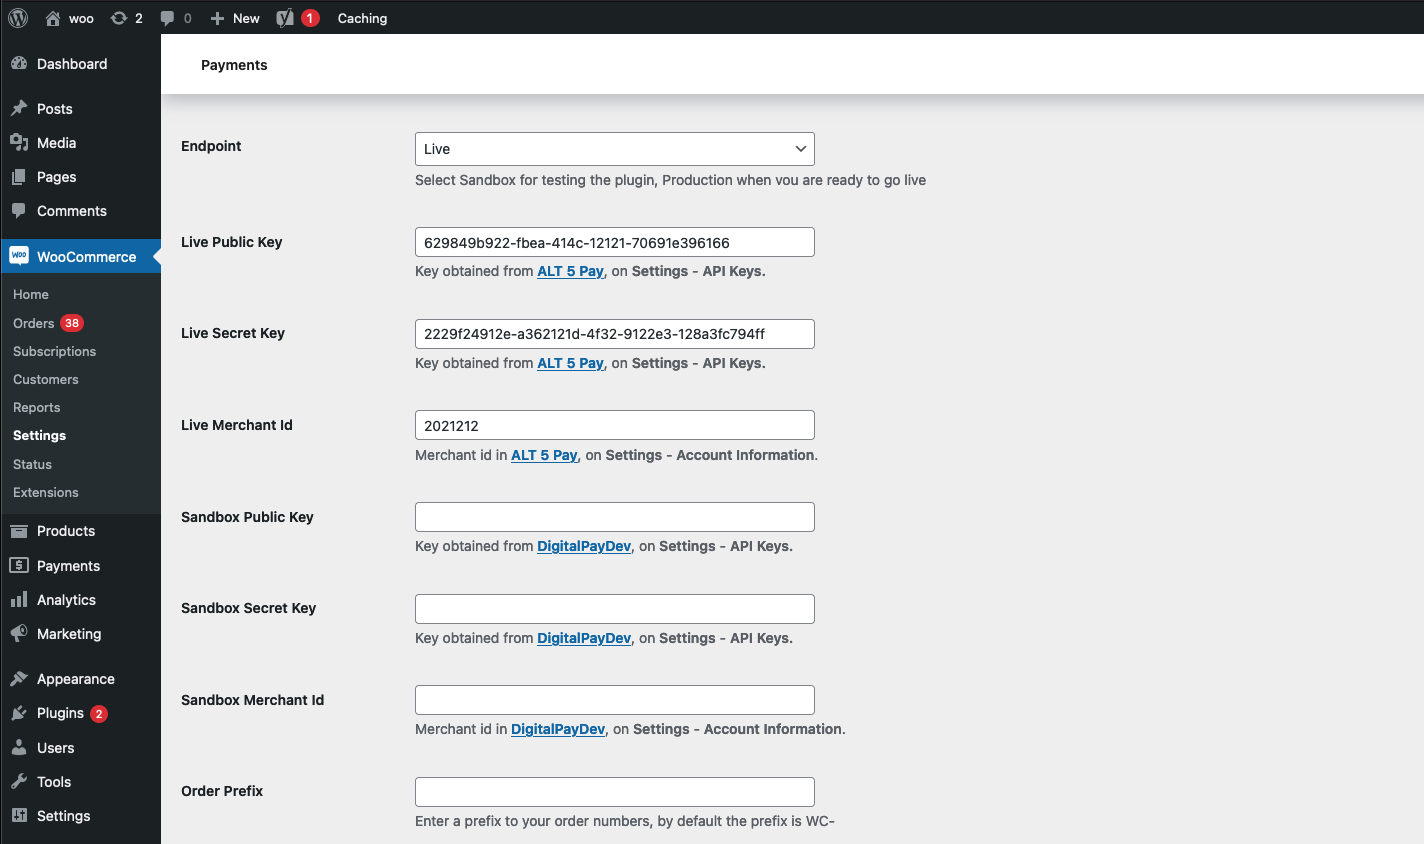 woo 2 0 New 1 Caching
Dashboard
Posts
Media
Pages
Comments
woo WooCommerce
Home
Orders 38
Subscriptions
Customers
Reports
Settings
Status
Extensions
Products
Payments
Analytics
Marketing
Appearance
Plugins 2
Users
Tools
Settings
Payments
Endpoint
Live
Select Sandbox for testing the plugin, Production when vou are ready to go live
Live Public Key
629849b922-fbea-414c-12121-70691e396166
Key obtained from ALT 5 Pay, on Settings - API Keys.
Live Secret Key
2229f24912e-a362121d-4f32-9122e3-128a3fc794ff
Key obtained from ALT 5 Pay, on Settings - API Keys.
Live Merchant Id
2021212
Merchant id in ALT 5 Pay, on Settings - Account Information.
Sandbox Public Key
Key obtained from DigitalPayDev, on Settings - API Keys.
Sandbox Secret Key
Key obtained from DigitalPayDev, on Settings - API Keys.
Sandbox Merchant Id
Merchant id in DigitalPayDev, on Settings - Account Information.
Order Prefix
Enter a prefix to your order numbers, by default the prefix is WC-